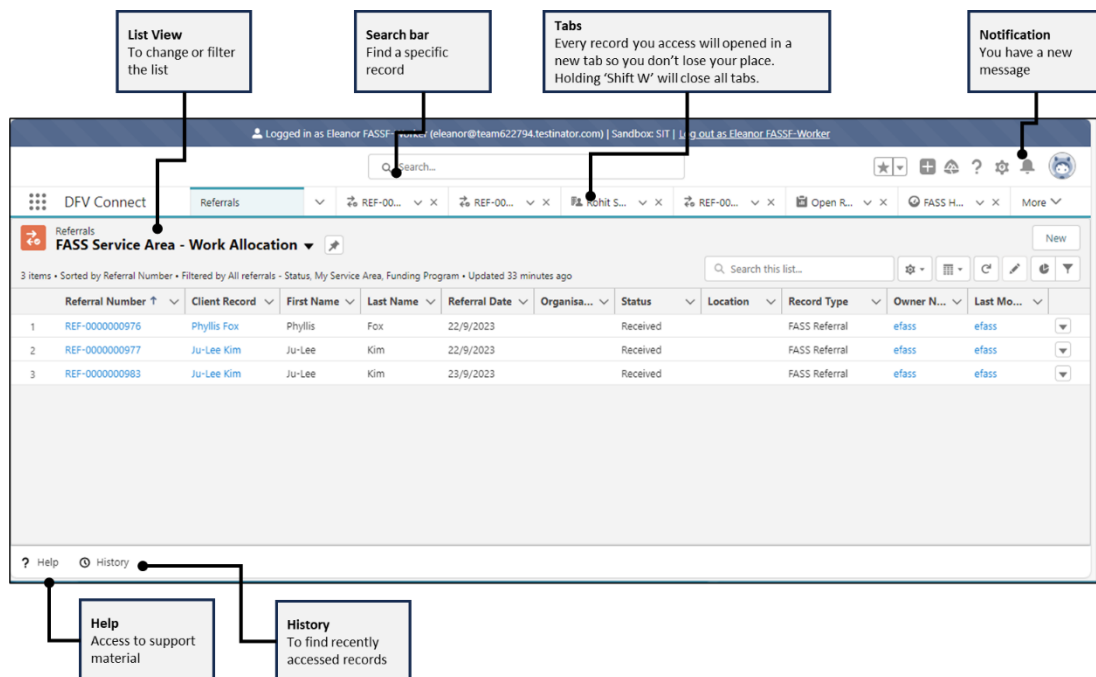 List View
To change or filter
the list
Search bar
Find a specific
record
Tabs
Every record you access will opened in a
new tab so you don't lose your place.
Holding 'Shift W' will close all tabs.
Notification
You have a new
message
Logged in as Eleanor FASSF-Worker (eleanor@team622794.testinator.com) | Sandbox: SIT | Log out as Eleanor FASSF-Worker
Search...
DFV Connect Referrals REF-00... REF-00... Rohit S... REF-00... Open R... FASS H... More
Referrals
FASS Service Area - Work Allocation
New
3 items • Sorted by Referral Number • Filtered by All referrals - Status, My Service Area, Funding Program • Updated 33 minutes ago
Search this list...
Referral Number ↑ Client Record First Name Last Name Referral Date Organisa... Status Location Record Type Owner N... Last Mo...
1 REF-0000000976 Phyllis Fox Phyllis Fox 22/9/2023 Received FASS Referral efass efass
2 REF-0000000977 Ju-Lee Kim Ju-Lee Kim 22/9/2023 Received FASS Referral efass efass
3 REF-0000000983 Ju-Lee Kim Ju-Lee Kim 23/9/2023 Received FASS Referral efass efass
? Help History
Help
Access to support
material
History
To find recently
accessed records